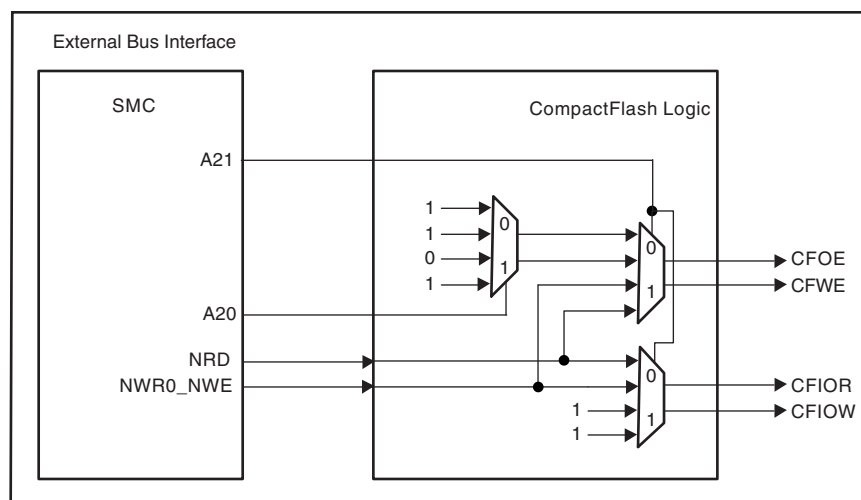 External Bus Interface
SMC
CompactFlash Logic
A21
1
1
0
1
0
1
A20
0
1
CFOE
CFWE
NRD
NWR0_NWE
1
1
0
1
CFIOR
CFIOW